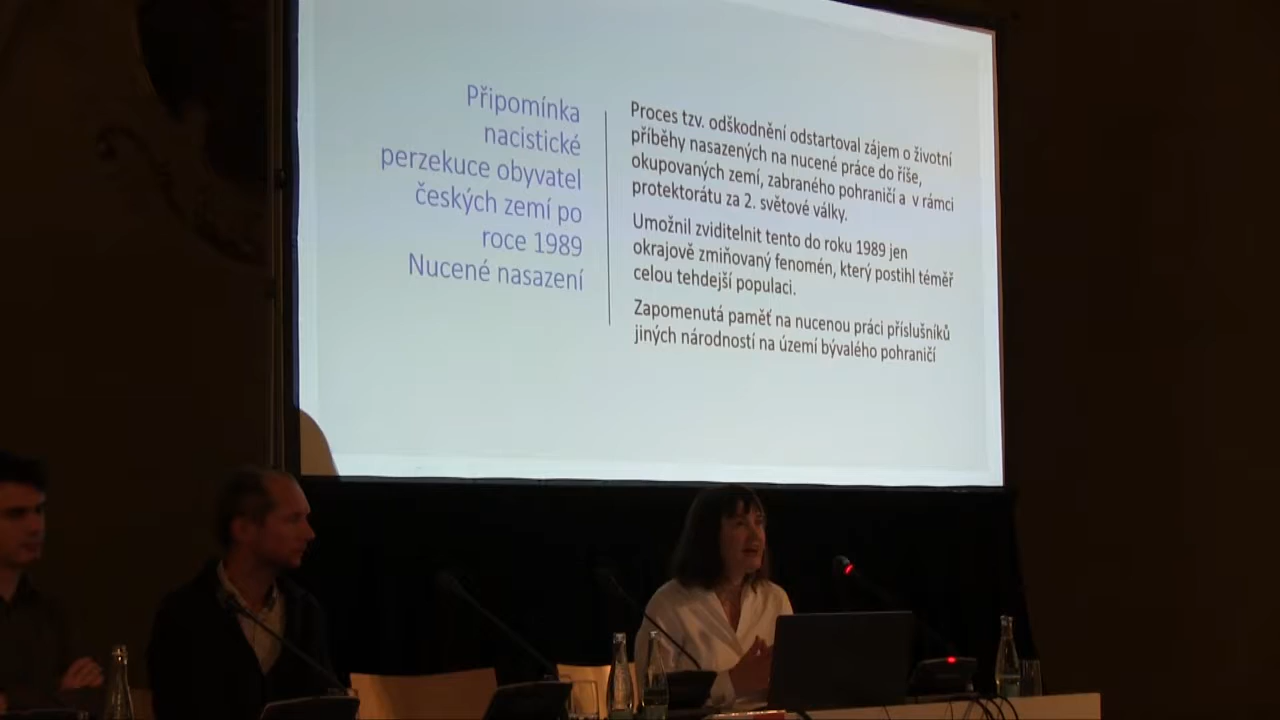 Připomínka
nacistické
perzekuce obyvatel
českých zemí po
roce 1989
Nucené nasazení
Proces tzv. odškodnění odstartoval zájem o životní
příběhy nasazených na nucené práce do říše,
okupovaných zemí, zabraného pohraničí a v rámci
protektorátu za 2. světové války.
Umožnil zviditelnit tento do roku 1989 jen
okrajově zmiňovaný fenomén, který postihl téměř
celou tehdejší populaci.
Zapomenutá paměť na nucenou práci příslušníků
jiných národností na území bývalého pohraničí